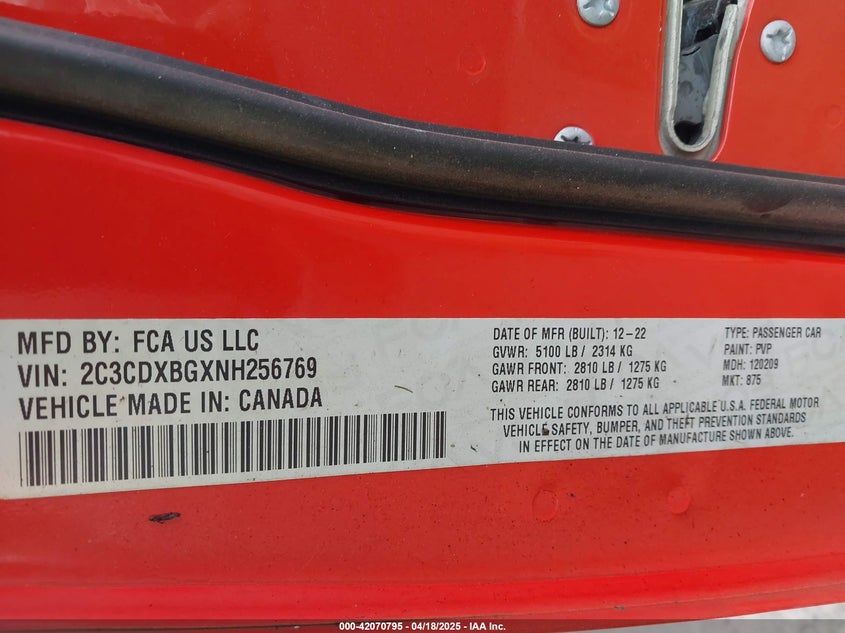 MFD BY: FCA US LLC
VIN: 2C3CDXBGXNH256769
VEHICLE MADE IN: CANADA
DATE OF MFR (BUILT): 12-22
GVWR: 5100 LB / 2314 KG
GAWR FRONT: 2810 LB / 1275 KG
GAWR REAR: 2810 LB / 1275 KG
TYPE: PASSENGER CAR
PAINT: PVP
MDH: 120209
MKT: 875
THIS VEHICLE CONFORMS TO ALL APPLICABLE U.S.A. FEDERAL MOTOR
VEHICLE SAFETY, BUMPER, AND THEFT PREVENTION STANDARDS
IN EFFECT ON THE DATE OF MANUFACTURE SHOWN ABOVE.
000-42070795 - 04/18/2025 - IAA Inc.